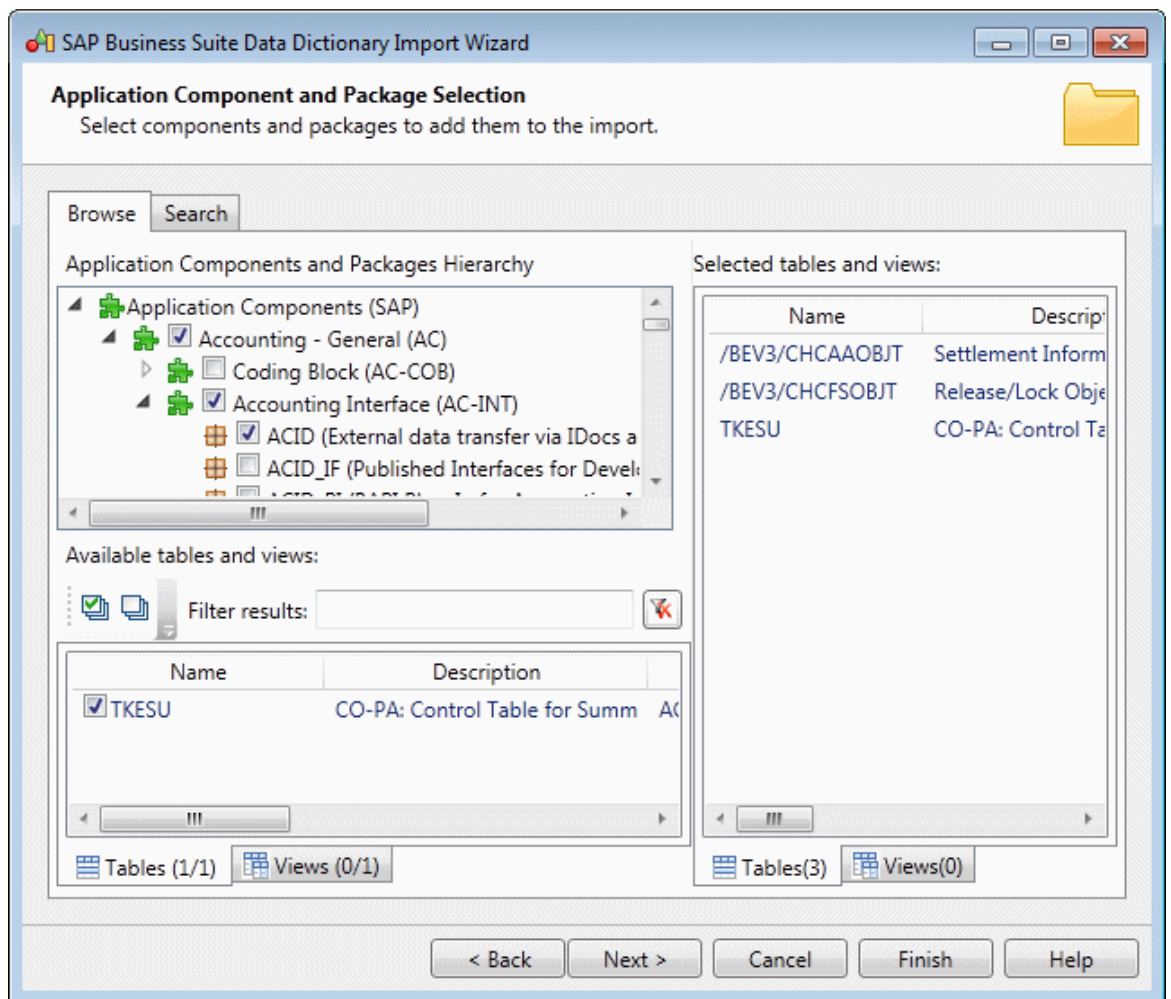 SAP Business Suite Data Dictionary Import Wizard
Application Component and Package Selection
Select components and packages to add them to the import.
Browse
Search
Application Components and Packages Hierarchy
Application Components (SAP)
Accounting - General (AC)
Coding Block (AC-COB)
Accounting Interface (AC-INT)
ACID (External data transfer via IDocs a
ACID_IF (Published Interfaces for Devel
Available tables and views:
Filter results:
Name Description
TKESU CO-PA: Control Table for Summ AC
Tables (1/1) Views (0/1)
Selected tables and views:
Name Descrip
/BEV3/CHCAAOBJT Settlement Inform
/BEV3/CHCFSOBJT Release/Lock Obje
TKESU CO-PA: Control Ta
Tables(3) Views(0)
< Back Next > Cancel Finish Help